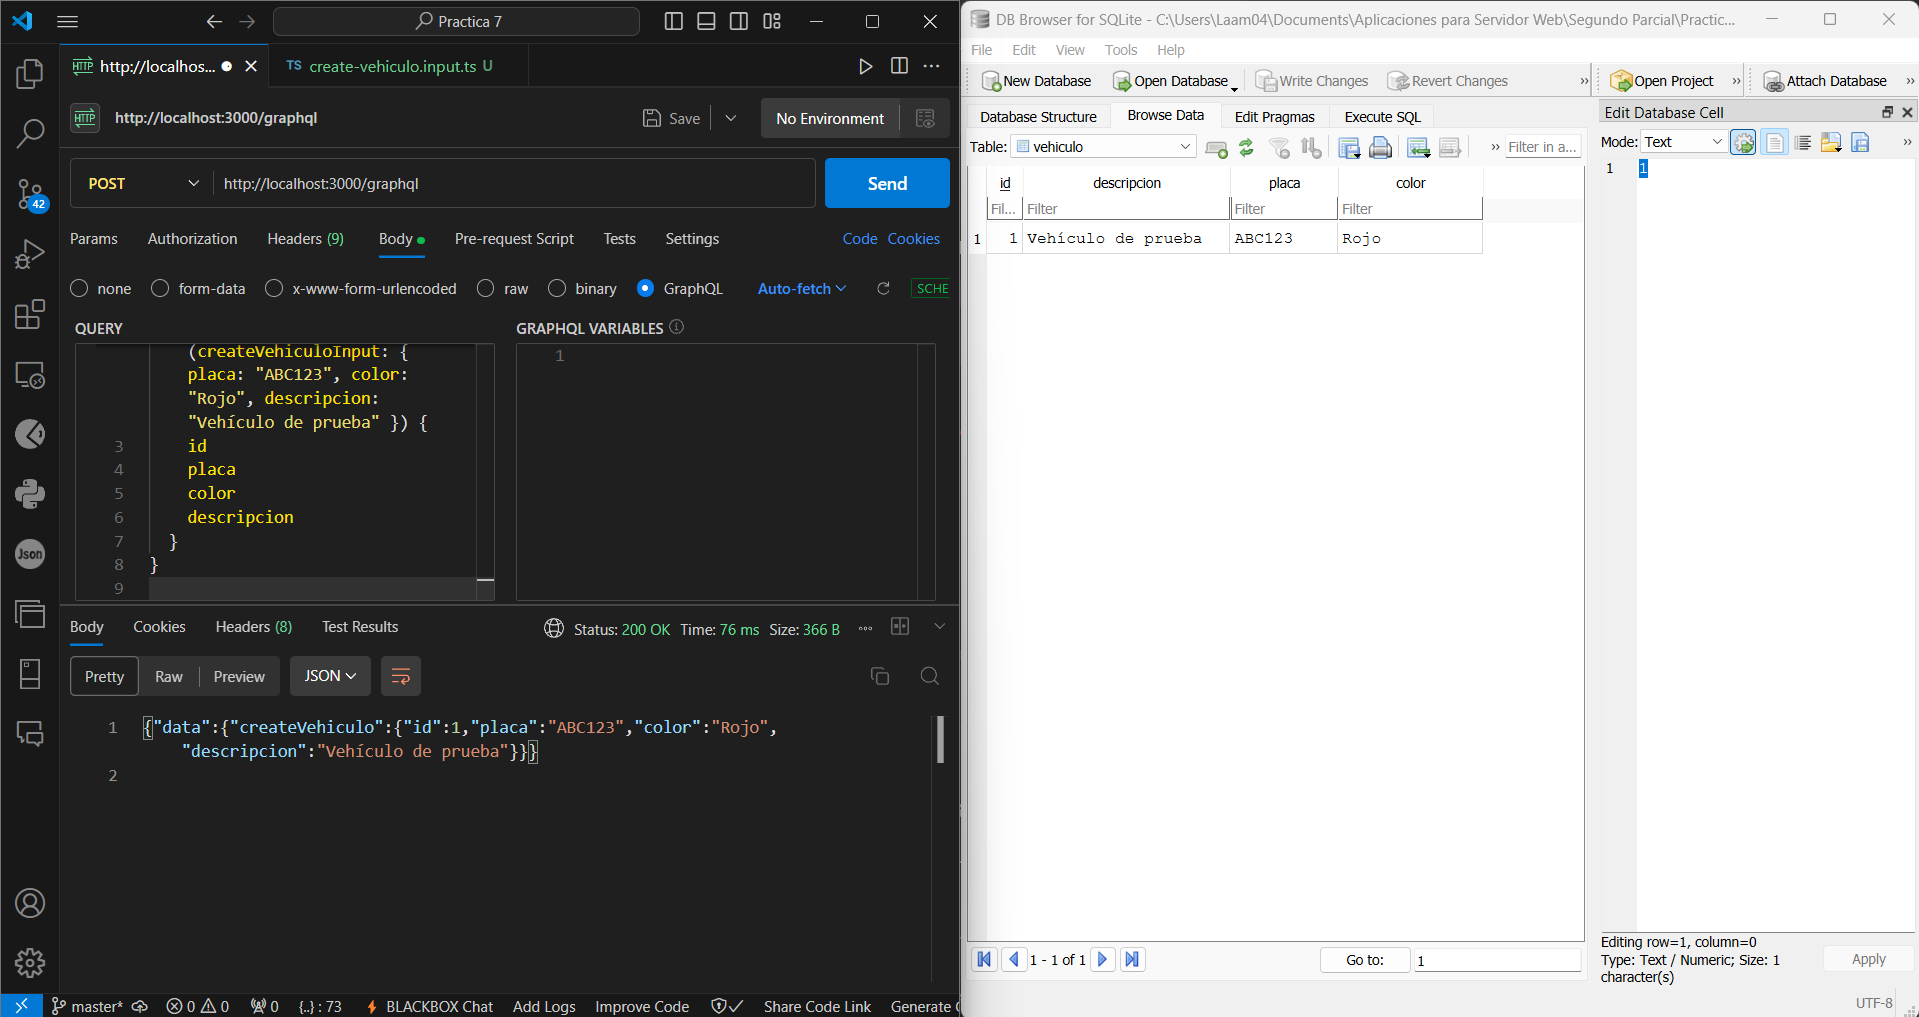 Practica 7
http://localhos...
TS create-vehiculo.input.ts U
HTTP http://localhost:3000/graphql
Save
No Environment
POST
http://localhost:3000/graphql
Send
Params
Authorization
Headers (9)
Body
Pre-request Script
Tests
Settings
Code
Cookies
none
form-data
x-www-form-urlencoded
raw
binary
GraphQL
Auto-fetch
SCHE
QUERY
GRAPHQL VARIABLES
(createVehiculoInput: {
placa: "ABC123", color:
"Rojo", descripcion:
"Vehículo de prueba" }) {
3 id
4 placa
5 color
6 descripcion
7 }
8 }
9
1
42
Json
Body
Cookies
Headers (8)
Test Results
Status: 200 OK Time: 76 ms Size: 366 B
Pretty
Raw
Preview
JSON
1 {"data":{"createVehiculo":{"id":1,"placa":"ABC123","color":"Rojo",
"descripcion":"Vehículo de prueba"}}}
2
master*
0 0
0
{..} : 73
BLACKBOX Chat
Add Logs
Improve Code
Share Code Link
Generate C
DB Browser for SQLite - C:\Users\Laam04\Documents\Aplicaciones para Servidor Web\Segundo Parcial\Practic...
File Edit View Tools Help
New Database
Open Database
Write Changes
Revert Changes
»
Open Project
»
Attach Database
»
Database Structure
Browse Data
Edit Pragmas
Execute SQL
Table: vehiculo
»
Filter in a...
id descripcion placa color
Fil... Filter Filter Filter
1 1 Vehículo de prueba ABC123 Rojo
1 - 1 of 1
Go to: 1
Edit Database Cell
Mode: Text
»
1 1
Editing row=1, column=0
Type: Text / Numeric; Size: 1
character(s)
Apply
UTF-8